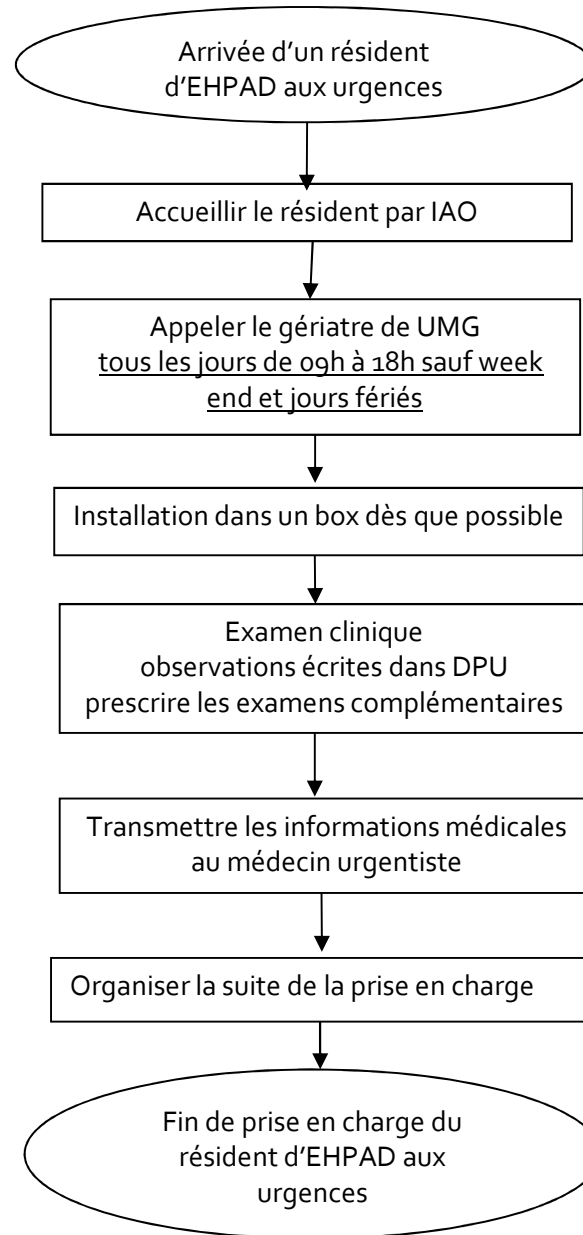 Arrivée d’un résident
d’EHPAD aux urgences
Accueillir le résident par IAO
Appeler le gériatre de UMG
tous les jours de 09h à 18h sauf week
end et jours fériés
Installation dans un box dès que possible
Examen clinique
observations écrites dans DPU
prescrire les examens complémentaires
Transmettre les informations médicales
au médecin urgentiste
Organiser la suite de la prise en charge
Fin de prise en charge du
résident d’EHPAD aux
urgences